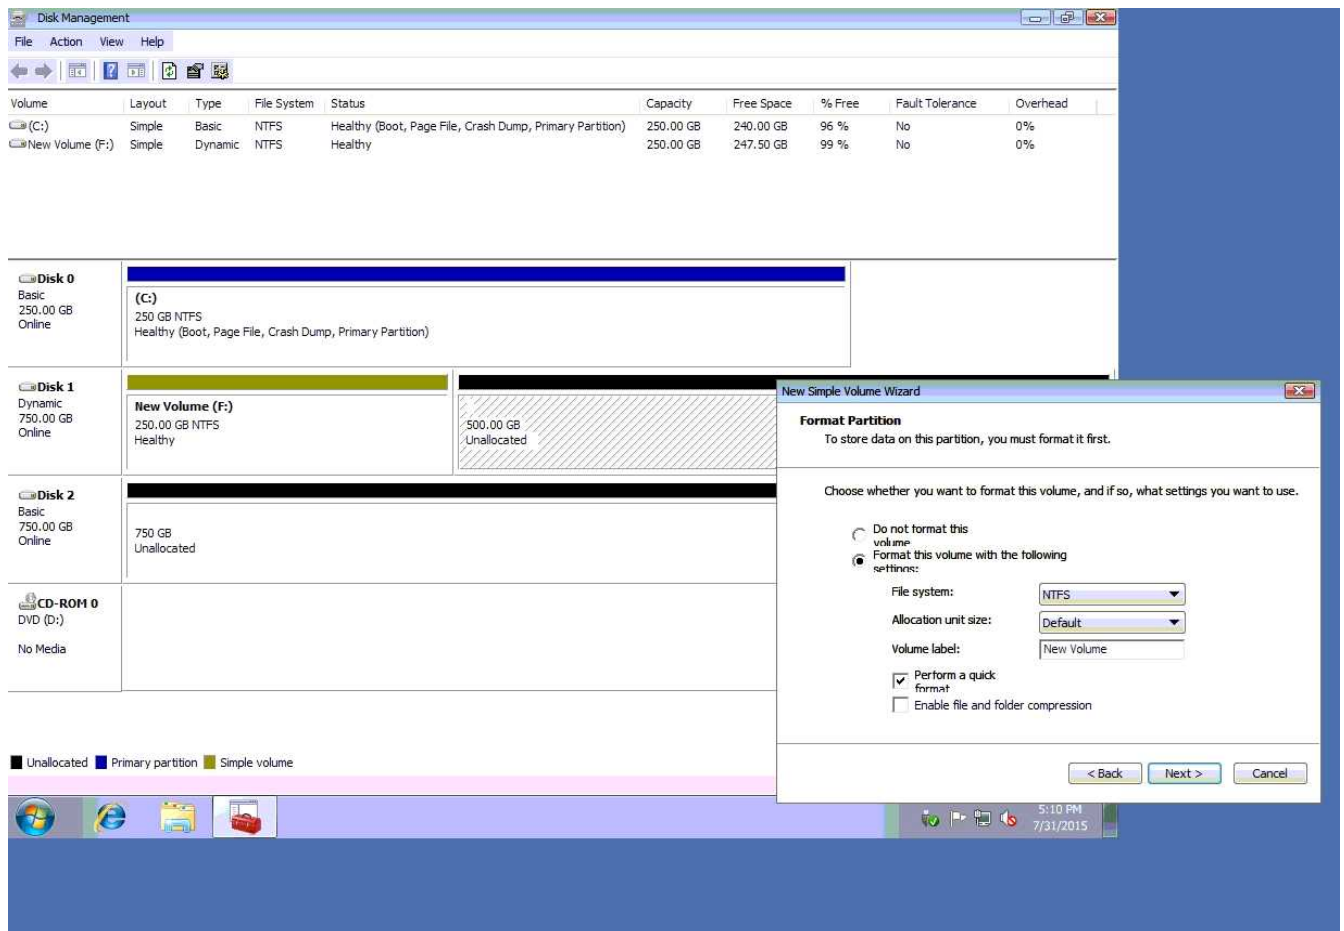 Disk Management
File Action View Help
Volume Layout Type File System Status Capacity Free Space % Free Fault Tolerance Overhead
(C:) Simple Basic NTFS Healthy (Boot, Page File, Crash Dump, Primary Partition) 250.00 GB 240.00 GB 96 % No 0%
New Volume (F:) Simple Dynamic NTFS Healthy 250.00 GB 247.50 GB 99 % No 0%
Disk 0
Basic
250.00 GB
Online
(C:)
250 GB NTFS
Healthy (Boot, Page File, Crash Dump, Primary Partition)
Disk 1
Dynamic
750.00 GB
Online
New Volume (F:)
250.00 GB NTFS
Healthy
500.00 GB
Unallocated
Disk 2
Basic
750.00 GB
Online
750 GB
Unallocated
CD-ROM 0
DVD (D:)
No Media
Unallocated Primary partition Simple volume
New Simple Volume Wizard
Format Partition
To store data on this partition, you must format it first.
Choose whether you want to format this volume, and if so, what settings you want to use.
Do not format this
volume
Format this volume with the following
settings:
File system: NTFS
Allocation unit size: Default
Volume label: New Volume
Perform a quick
format
Enable file and folder compression
< Back Next > Cancel
5:10 PM
7/31/2015